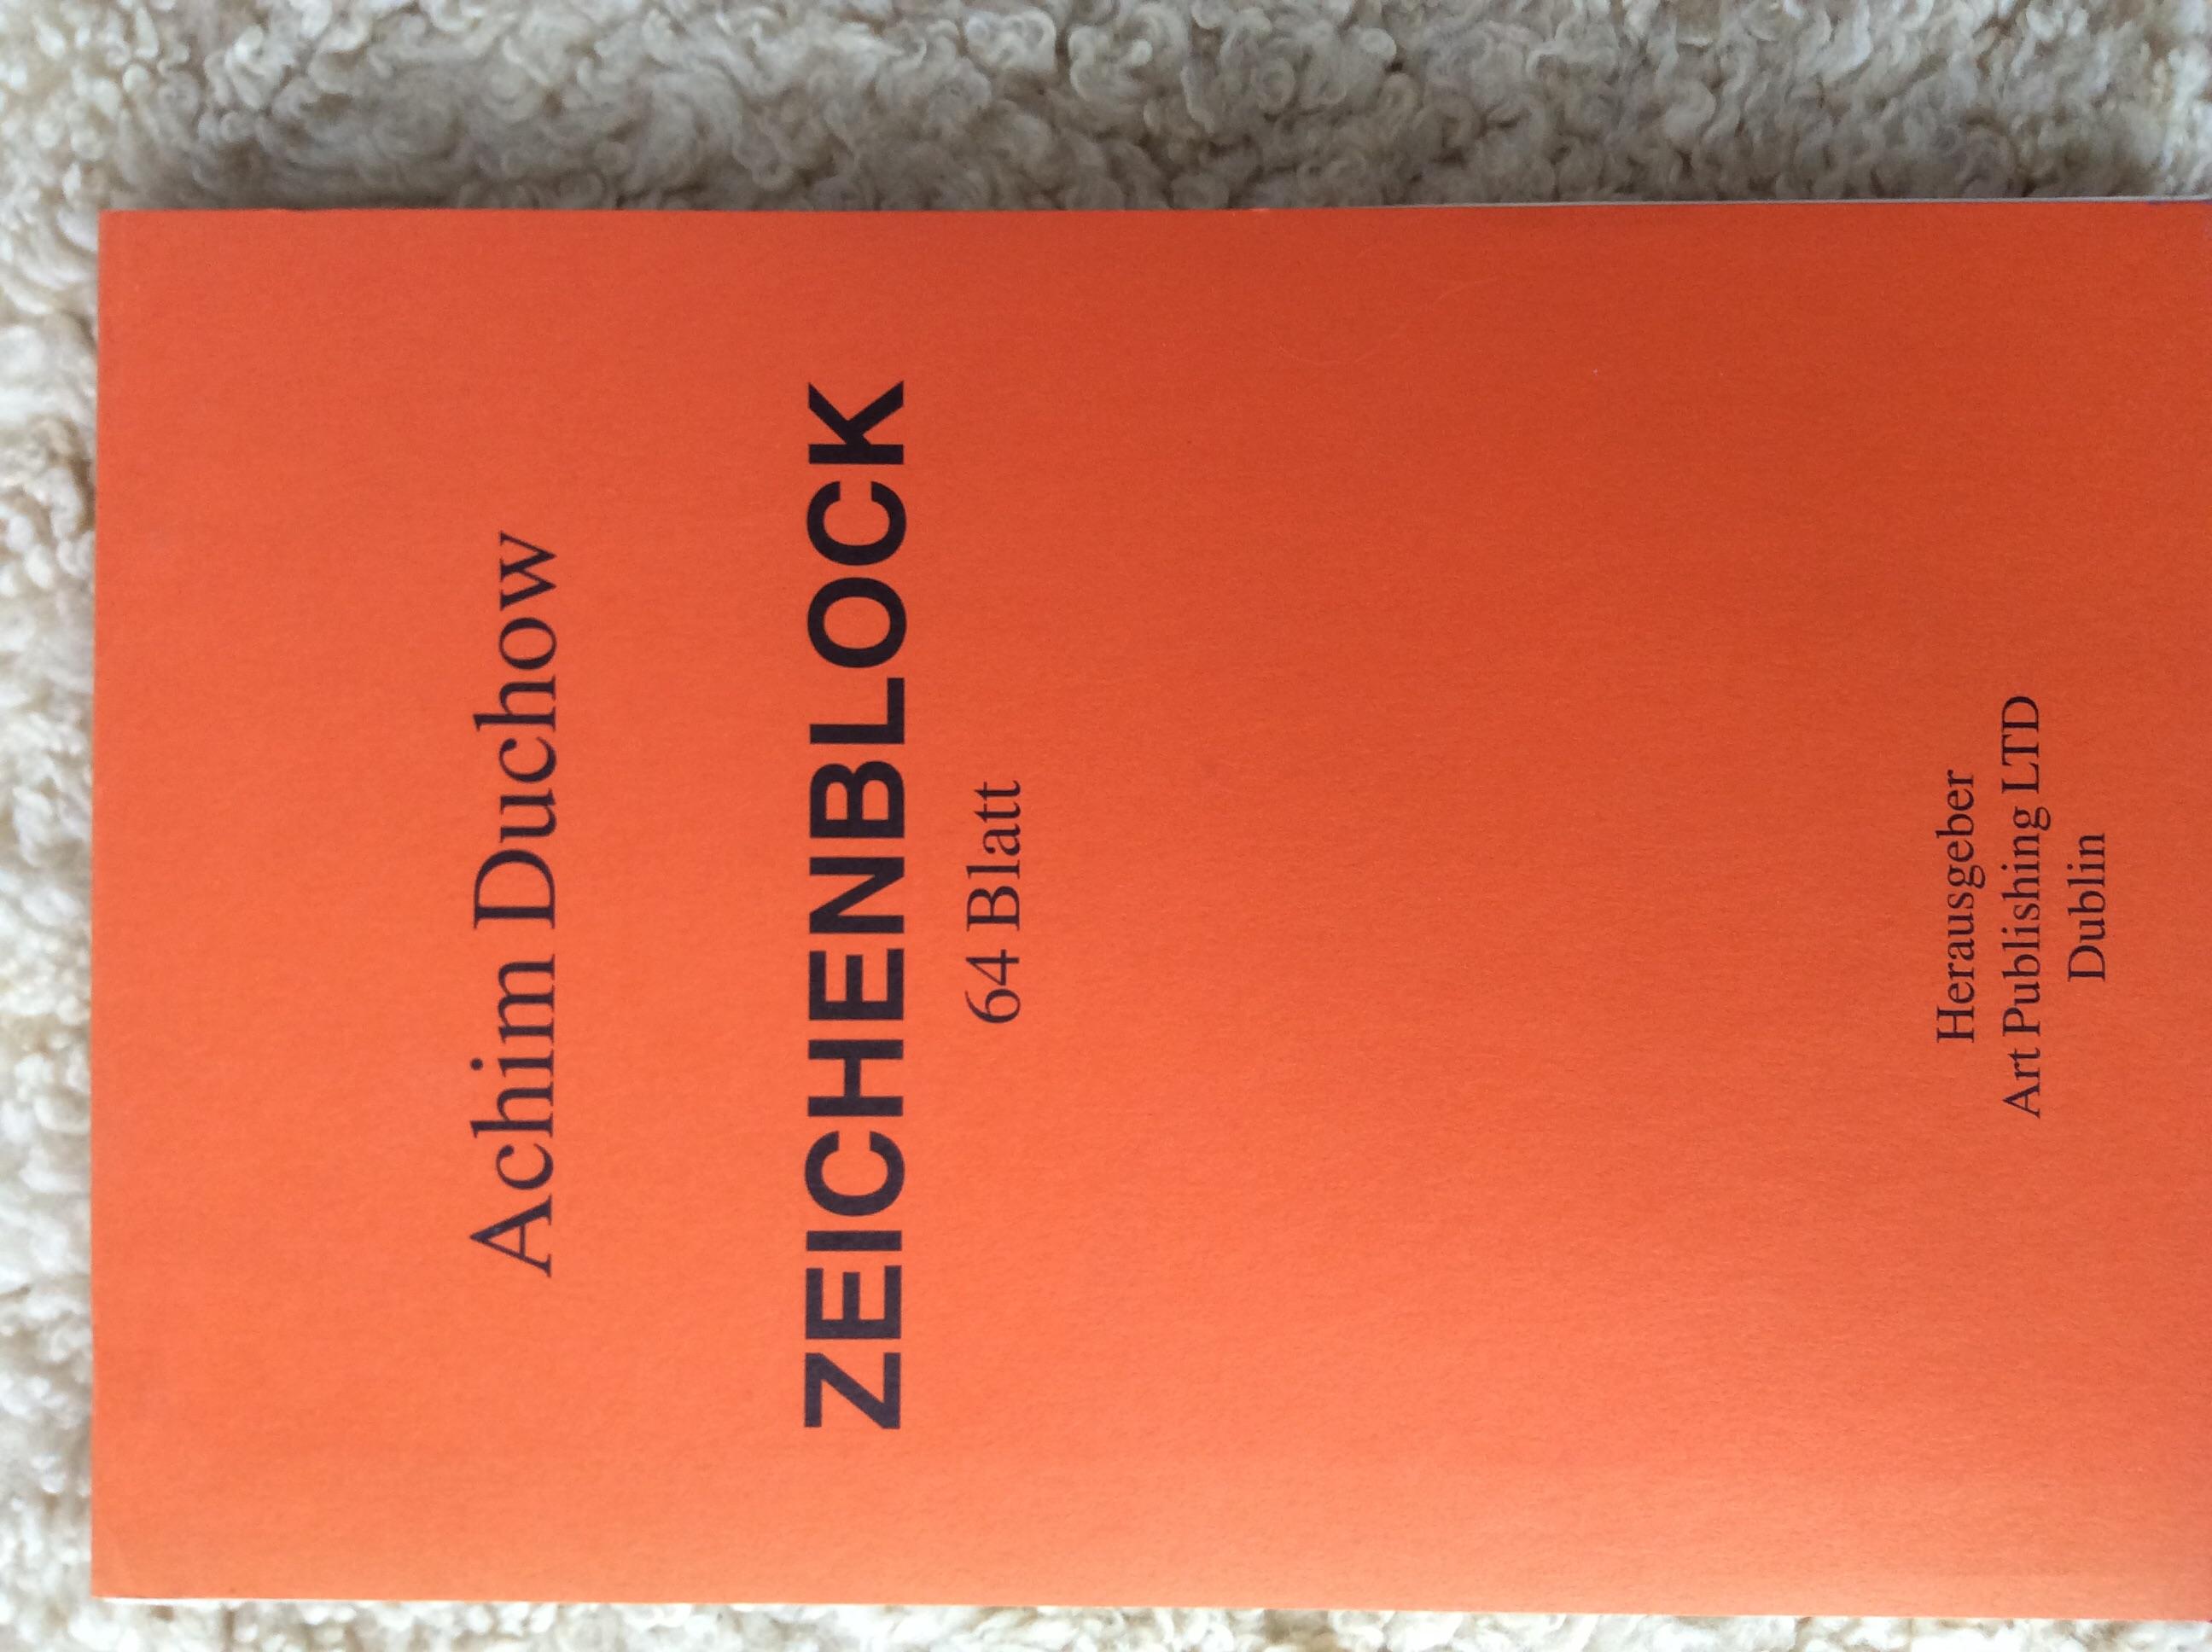 Achim Duchow
ZEICHENBLOCK
64 Blatt
Herausgeber
Art Publishing LTD
Dublin